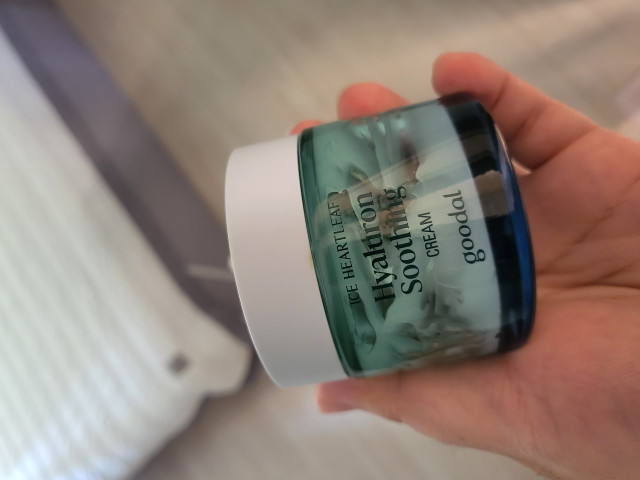 ICE HEARTLEAF
Hyaluron
Soothing
CREAM
goodal